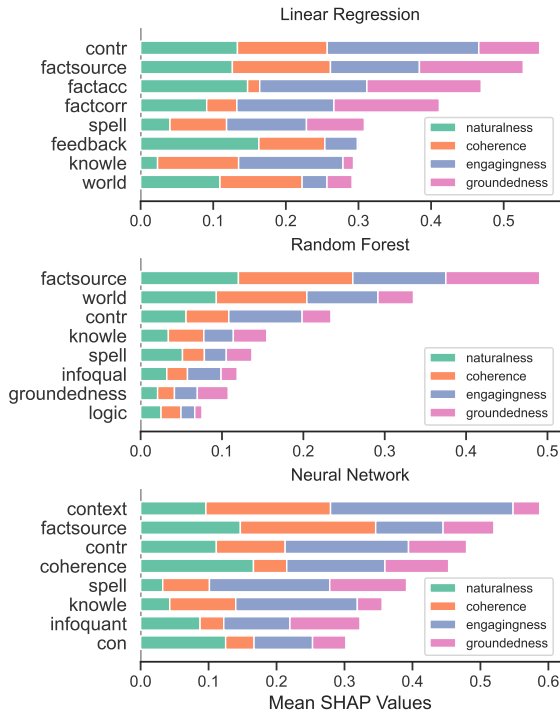 Linear Regression
contr
factsource
factacc
factcorr
spell
feedback
knowle
world
naturalness
coherence
engagingness
groundedness
0.0 0.1 0.2 0.3 0.4 0.5
Random Forest
factsource
world
contr
knowle
spell
infoqual
groundedness
logic
naturalness
coherence
engagingness
groundedness
0.0 0.1 0.2 0.3 0.4 0.5
Neural Network
context
factsource
contr
coherence
spell
knowle
infoquant
con
naturalness
coherence
engagingness
groundedness
0.0 0.1 0.2 0.3 0.4 0.5 0.6
Mean SHAP Values